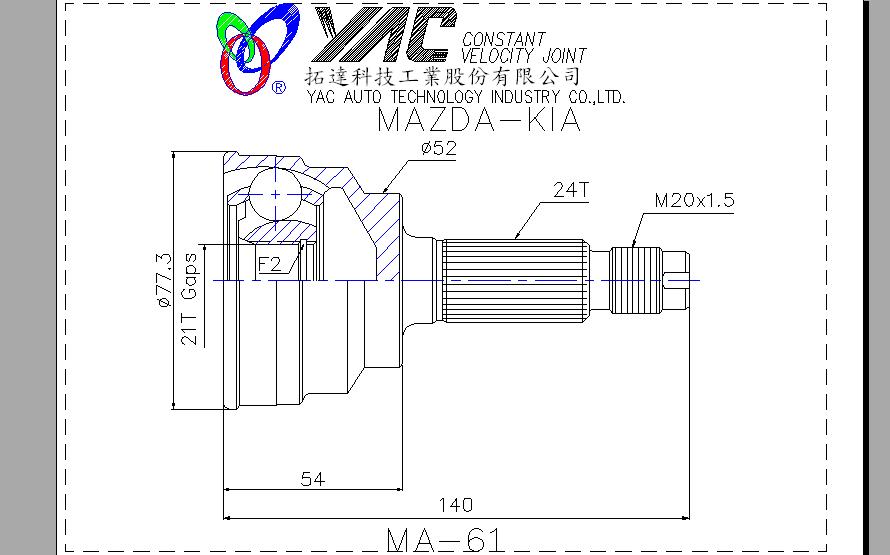 YAC CONSTANT
VELOCITY JOINT
®
拓達科技工業股份有限公司
YAC AUTO TECHNOLOGY INDUSTRY CO.,LTD.
MAZDA-KIA
ø52
24T
M20x1.5
F2
ø77.3
21T Gaps
54
140
MA-61